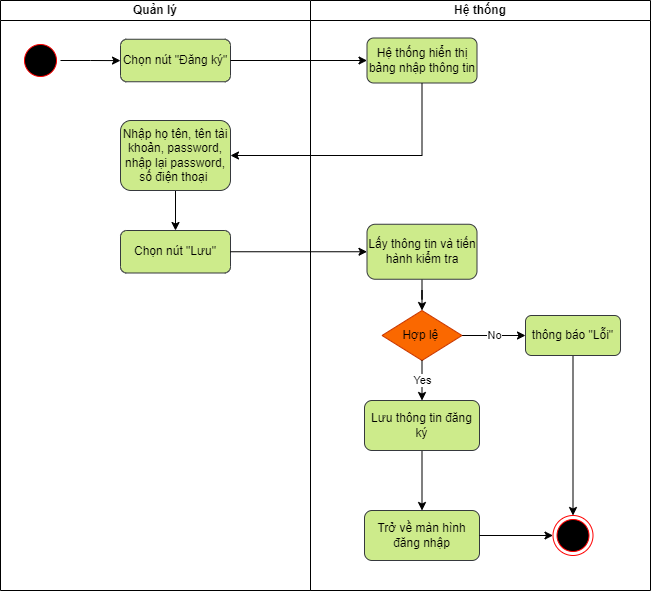 Quản lý
Hệ thống
Chọn nút "Đăng ký"
Hệ thống hiển thị
bảng nhập thông tin
Nhập họ tên, tên tài
khoản, password,
nhập lại password,
số điện thoại
Chọn nút "Lưu"
Lấy thông tin và tiến
hành kiểm tra
Hợp lệ
No
thông báo "Lỗi"
Yes
Lưu thông tin đăng
ký
Trở về màn hình
đăng nhập